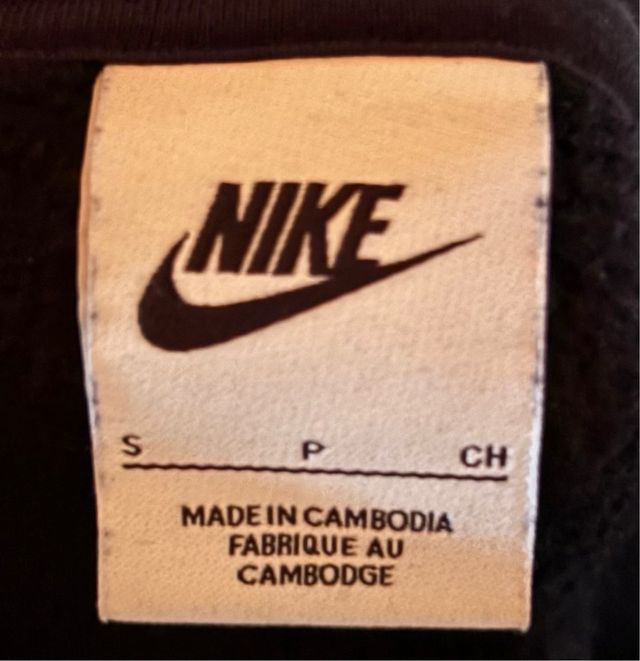 NIKE
S P CH
MADE IN CAMBODIA
FABRIQUE AU
CAMBODGE